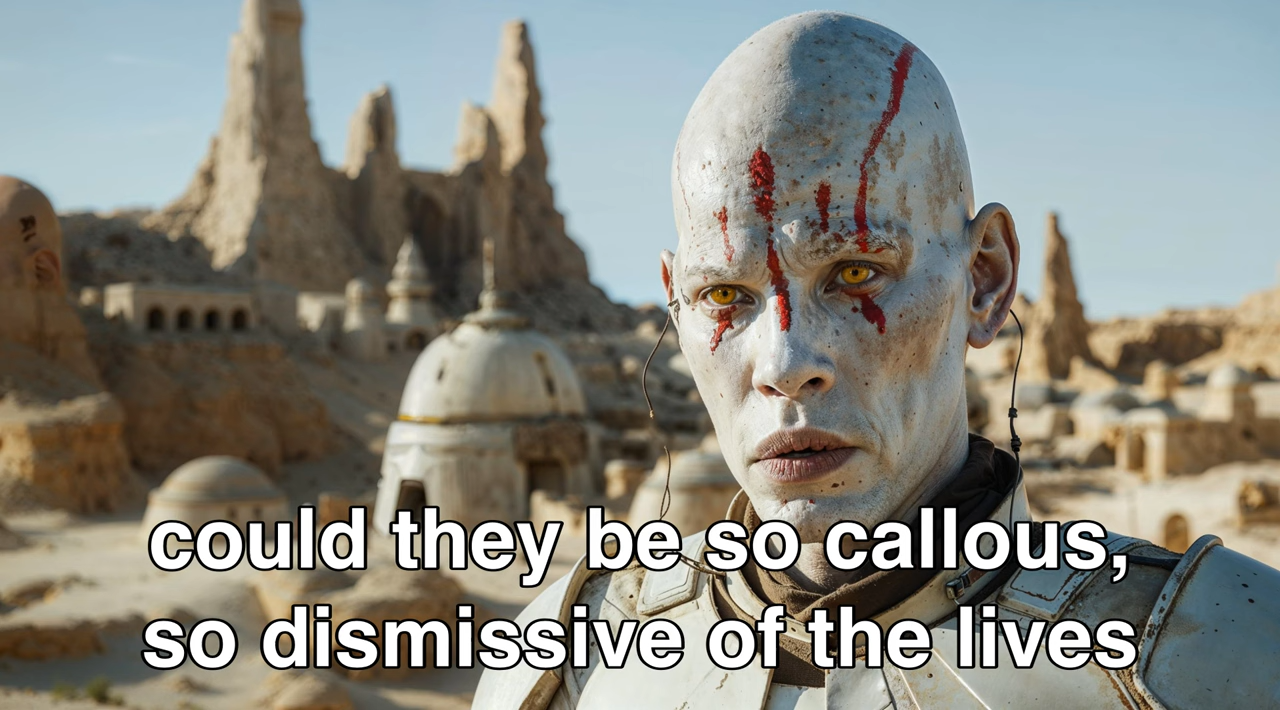 could they be so callous,
so dismissive of the lives